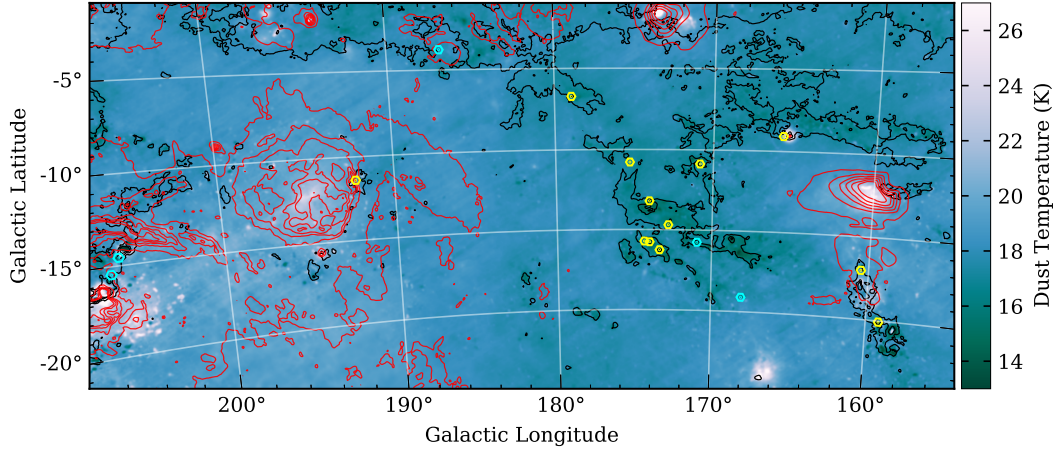 26
24
22
20
18
16
14
Dust Temperature (K)
-5°
-10°
-15°
-20°
Galactic Latitude
200° 190° 180° 170° 160°
Galactic Longitude